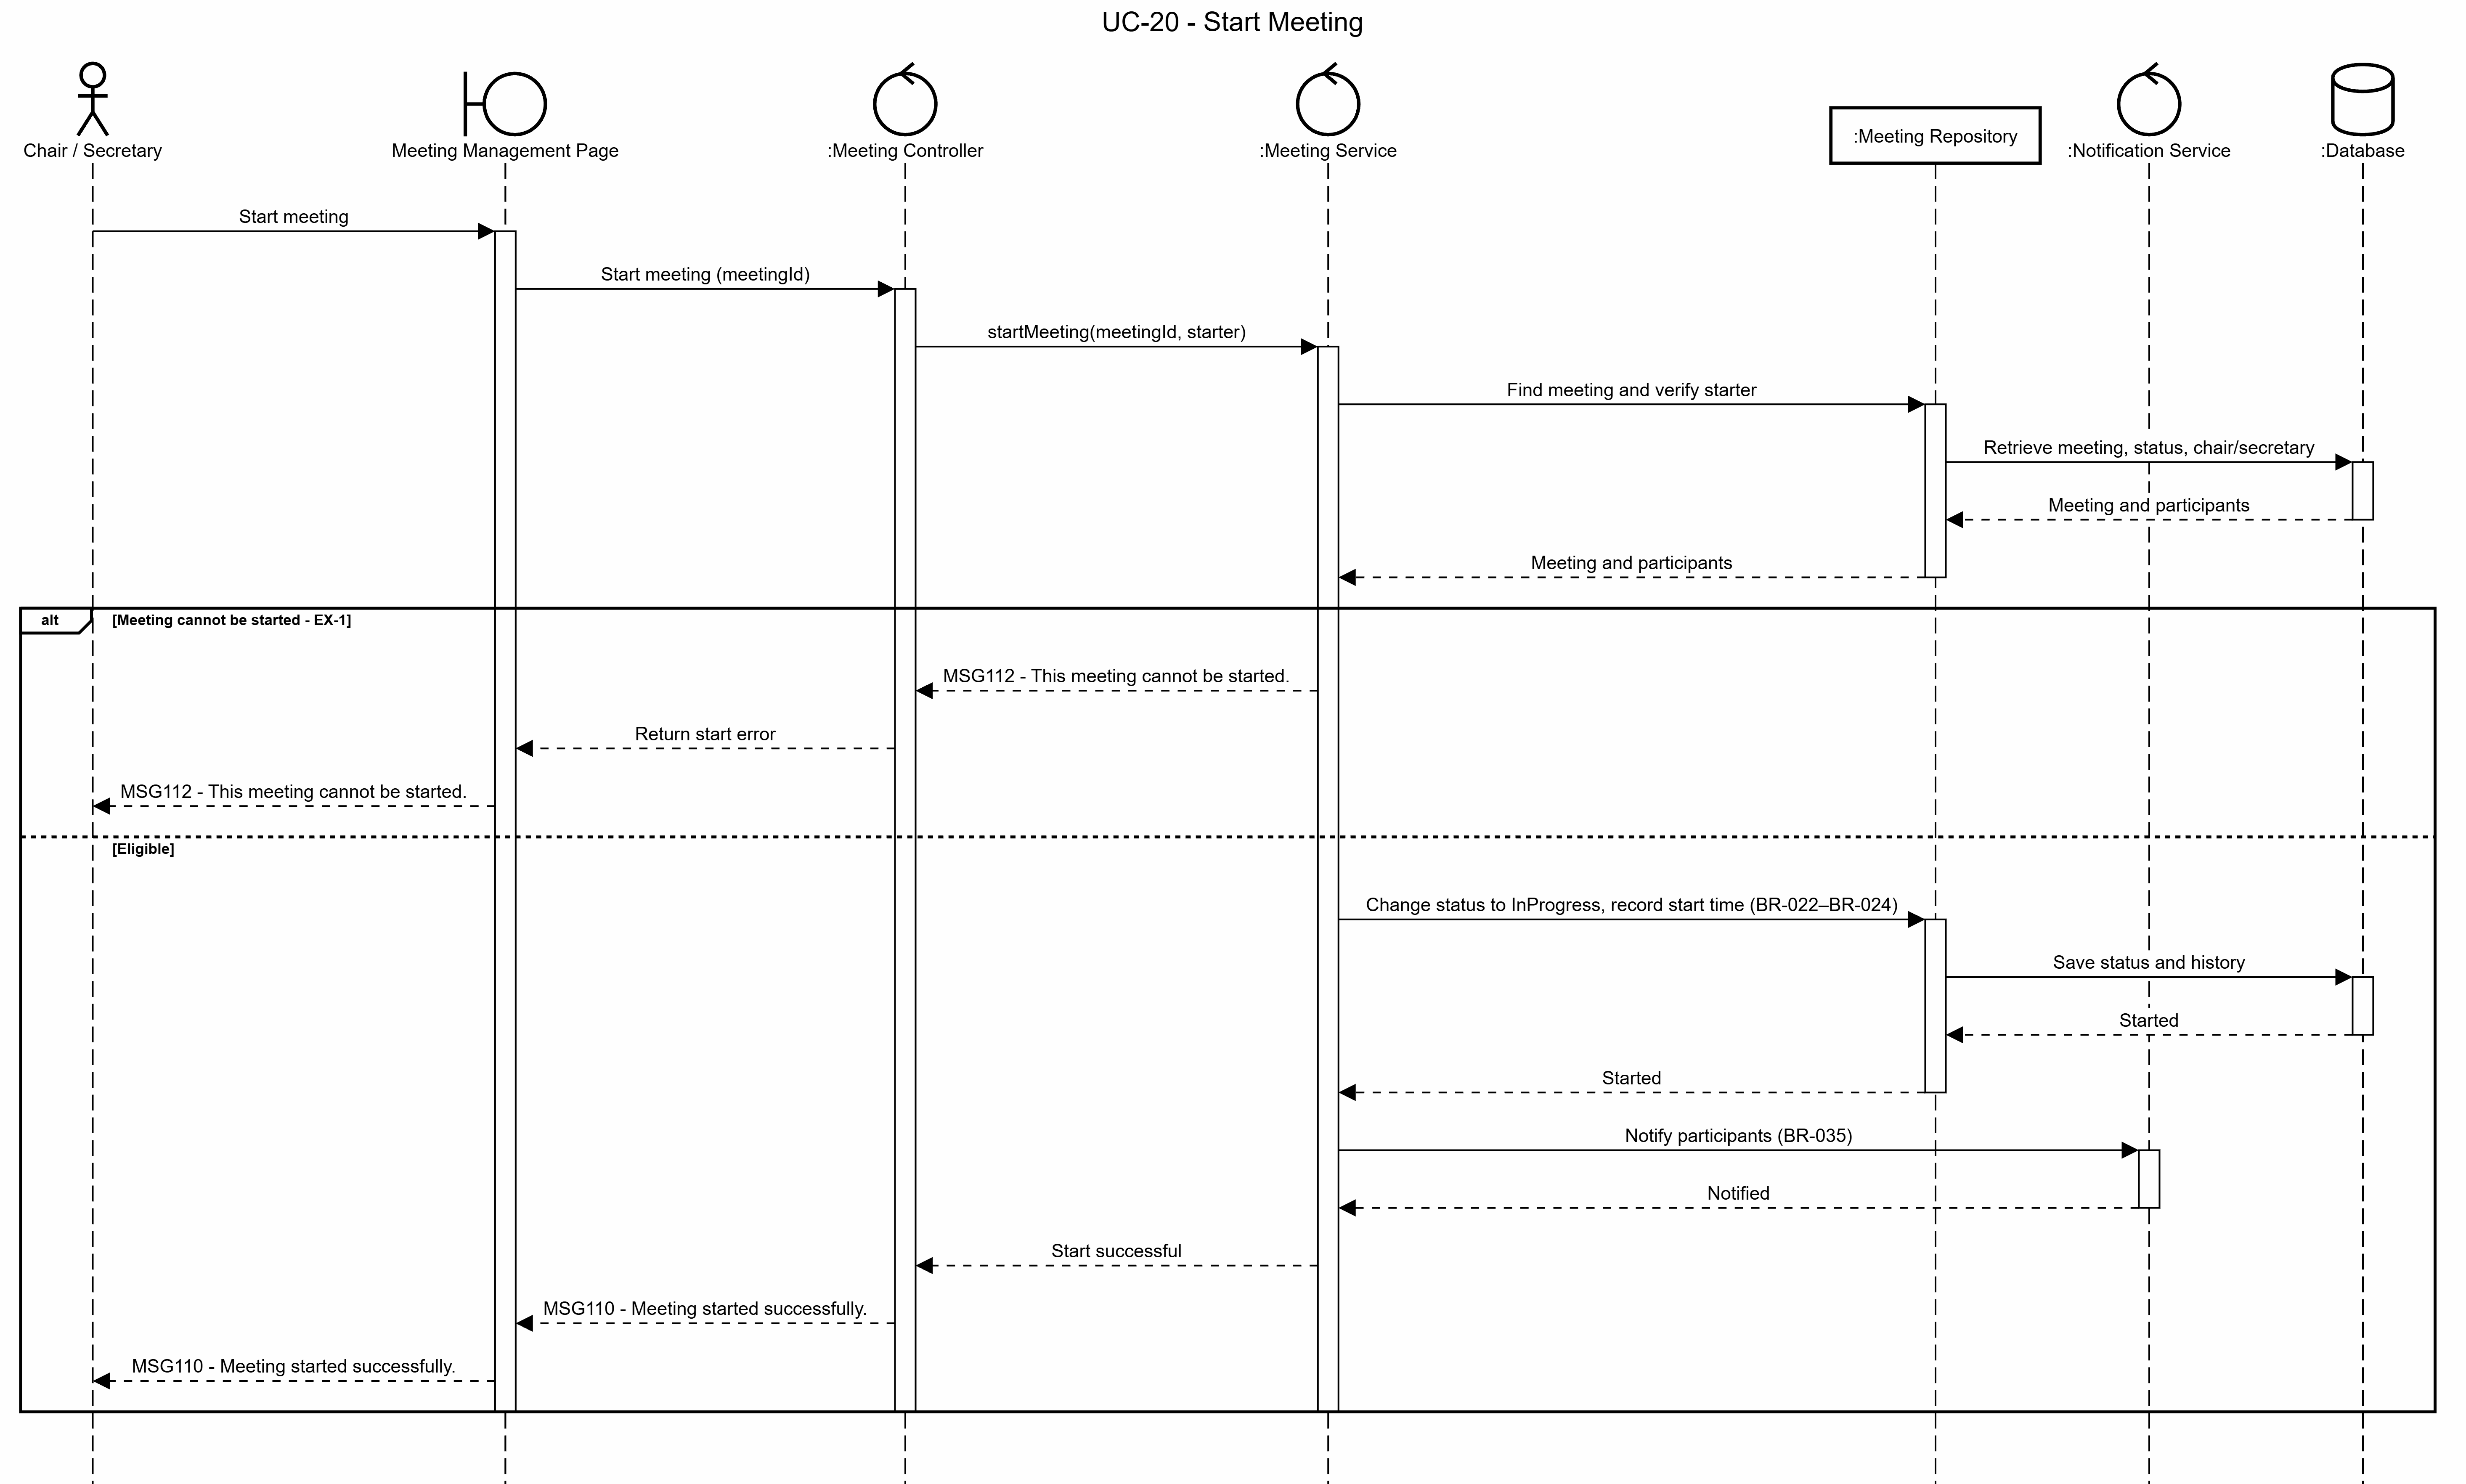 UC-20 - Start Meeting
Chair / Secretary
Meeting Management Page
:Meeting Controller
:Meeting Service
:Meeting Repository
:Notification Service
:Database
Start meeting
Start meeting (meetingId)
startMeeting(meetingId, starter)
Find meeting and verify starter
Retrieve meeting, status, chair/secretary
Meeting and participants
Meeting and participants
alt
[Meeting cannot be started - EX-1]
MSG112 - This meeting cannot be started.
Return start error
MSG112 - This meeting cannot be started.
[Eligible]
Change status to InProgress, record start time (BR-022–BR-024)
Save status and history
Started
Started
Notify participants (BR-035)
Notified
Start successful
MSG110 - Meeting started successfully.
MSG110 - Meeting started successfully.